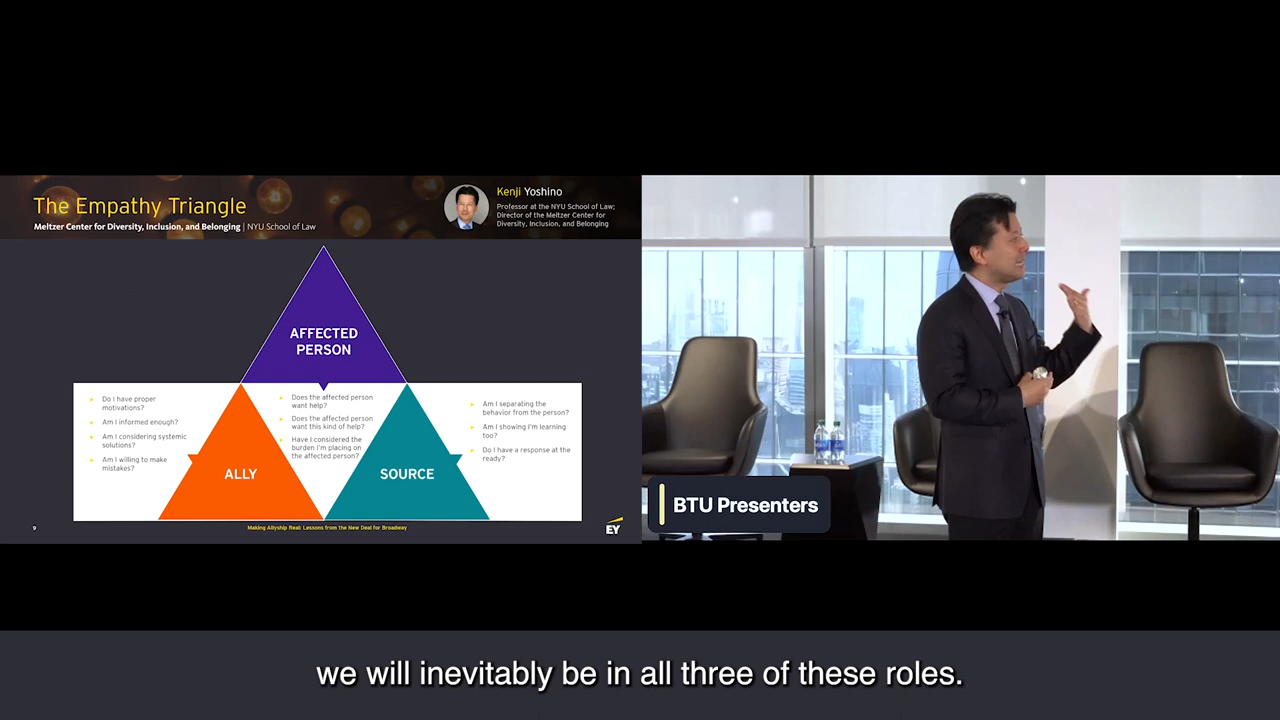 The Empathy Triangle
Meltzer Center for Diversity, Inclusion, and Belonging | NYU School of Law
Kenji Yoshino
Professor at the NYU School of Law;
Director of the Meltzer Center for
Diversity, Inclusion, and Belonging
AFFECTED
PERSON
Do I have proper
motivations?
Am I informed enough?
Am I considering systemic
solutions?
Am I willing to make
mistakes?
ALLY
Does the affected person
want help?
Does the affected person
want this kind of help?
Have I considered the
burden I'm placing on
the affected person?
SOURCE
Am I separating the
behavior from the person?
Am I showing I'm learning
too?
Do I have a response at the
ready?
9
Making Allyship Real: Lessons from the New Deal for Broadway
EY
BTU Presenters
we will inevitably be in all three of these roles.